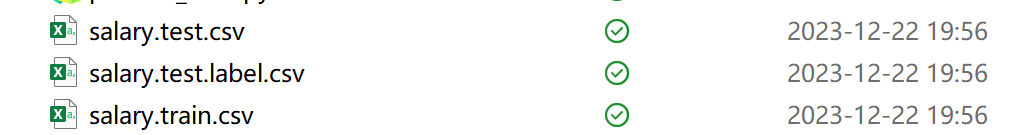 salary.test.csv 2023-12-22 19:56
salary.test.label.csv 2023-12-22 19:56
salary.train.csv 2023-12-22 19:56